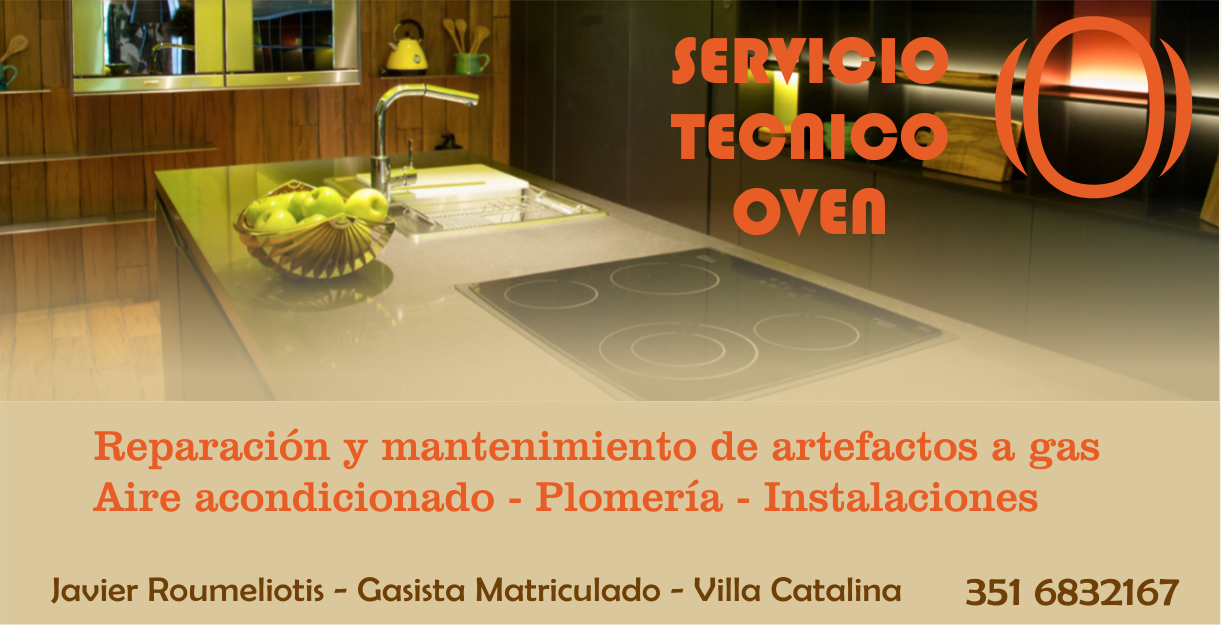 SERVICIO
TECNICO
OVEN
(O)
Reparación y mantenimiento de artefactos a gas
Aire acondicionado - Plomería - Instalaciones
Javier Roumeliotis - Gasista Matriculado - Villa Catalina 351 6832167